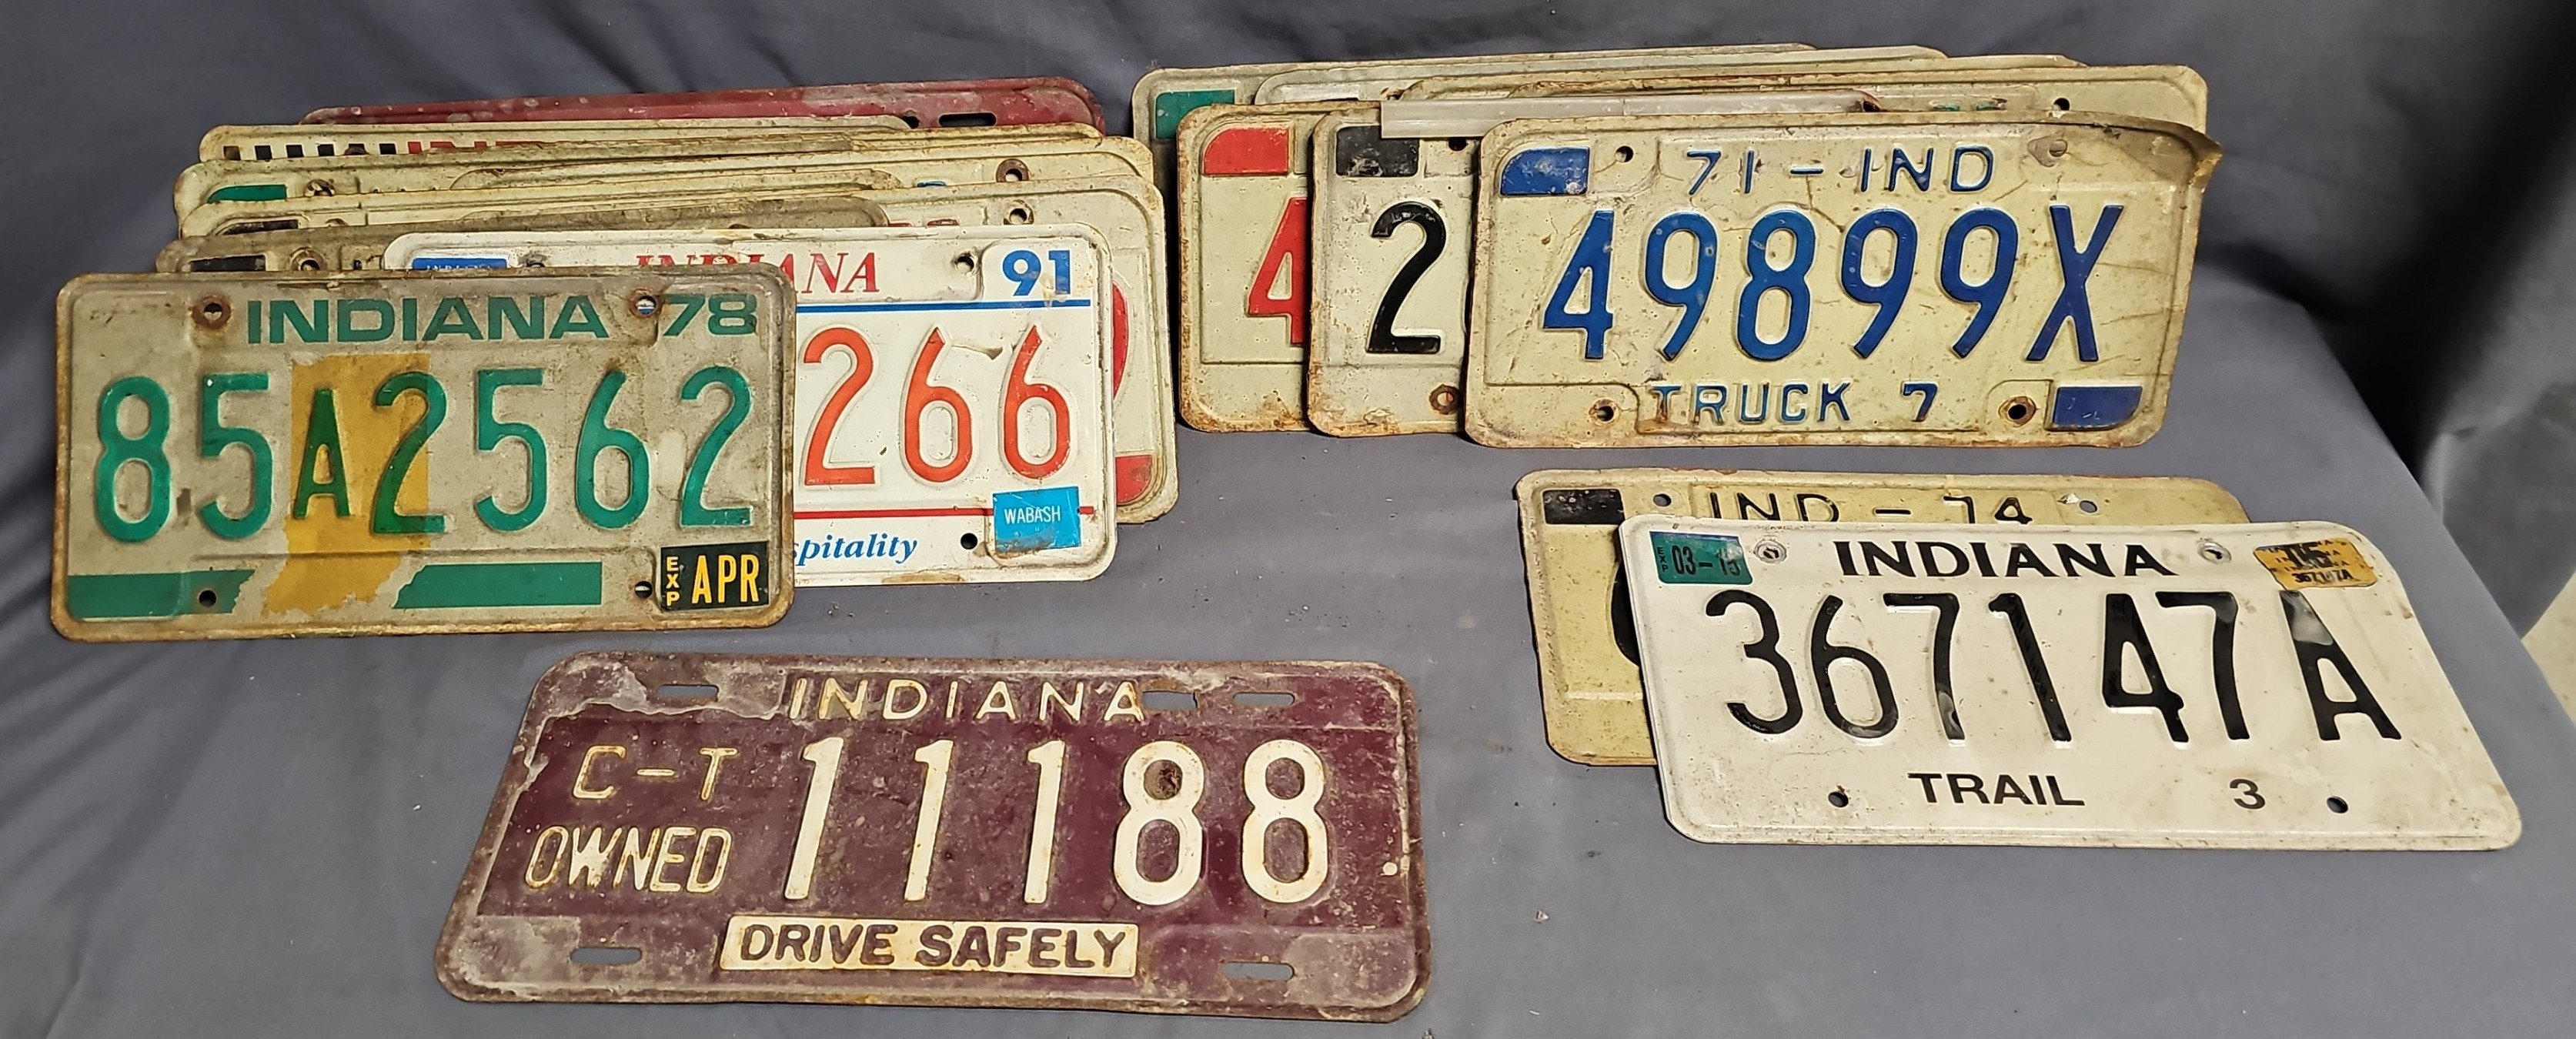 INDIANA 78
85A2562
EXP APR
INDIANA 91
266
WABASH
spitality
4
2
71 - IND
49899X
TRUCK 7
IND - 74
EXP 03-
INDIANA
367147A
TRAIL 3
INDIANA
C-T
OWNED
11188
DRIVE SAFELY